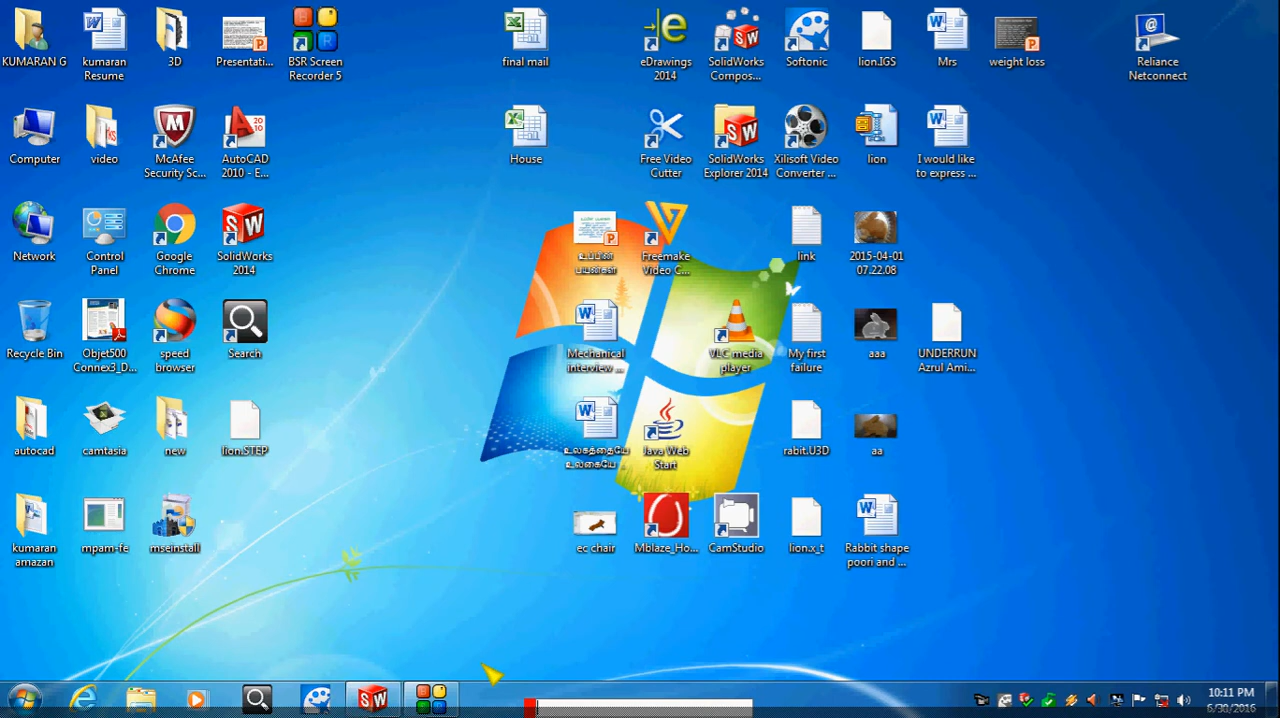 KUMARAN G
kumaran
Resume
3D
Presentati...
BSR Screen
Recorder 5
final mail
eDrawings
2014
SolidWorks
Compos...
Softonic
lion.IGS
Mrs
weight loss
Reliance
Netconnect
Computer
video
McAfee
Security Sc...
AutoCAD
2010 - E...
House
Free Video
Cutter
SolidWorks
Explorer 2014
Xilisoft Video
Converter ...
lion
I would like
to express ...
Network
Control
Panel
Google
Chrome
SolidWorks
2014
உப்பின்
பயன்கள்
Freemake
Video C...
link
2015-04-01
07.22.08
Recycle Bin
Objet500
Connex3_D...
speed
browser
Search
Mechanical
interview ...
VLC media
player
My first
failure
aaa
UNDERRUN
Azrul Ami...
autocad
camtasia
new
lion.STEP
உலகத்தையே
உலகையே ...
Java Web
Start
rabit.U3D
aa
kumaran
amazan
mpam-fe
mseinstall
ec chair
Mblaze_Ho...
CamStudio
lion.x_t
Rabbit shape
poori and ...
10:11 PM
6/30/2016